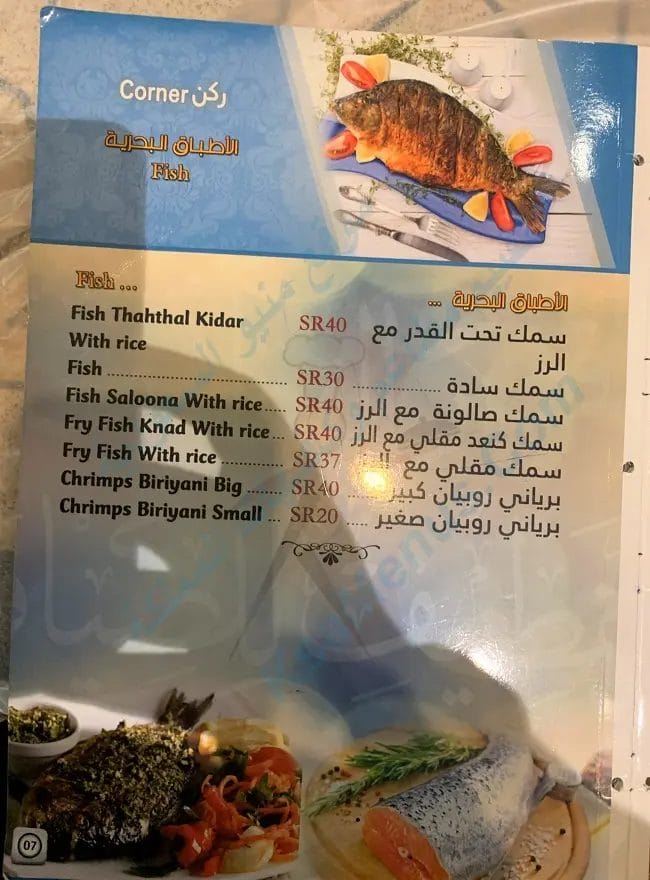 ركن Corner
الأطباق البحرية
Fish
Fish ... الأطباق البحرية ...
Fish Thahthal Kidar SR40 سمك تحت القدر مع
With rice الرز
Fish ........ SR30 ........ سمك سادة
Fish Saloona With rice .... SR40 سمك صالونة مع الرز
Fry Fish Knad With rice ... SR40 سمك كنعد مقلي مع الرز
Fry Fish With rice ........ SR37 سمك مقلي مع الرز
Chrimps Biriyani Big ....... SR40 برياني روبيان كبير
Chrimps Biriyani Small ... SR20 ..... برياني روبيان صغير
07